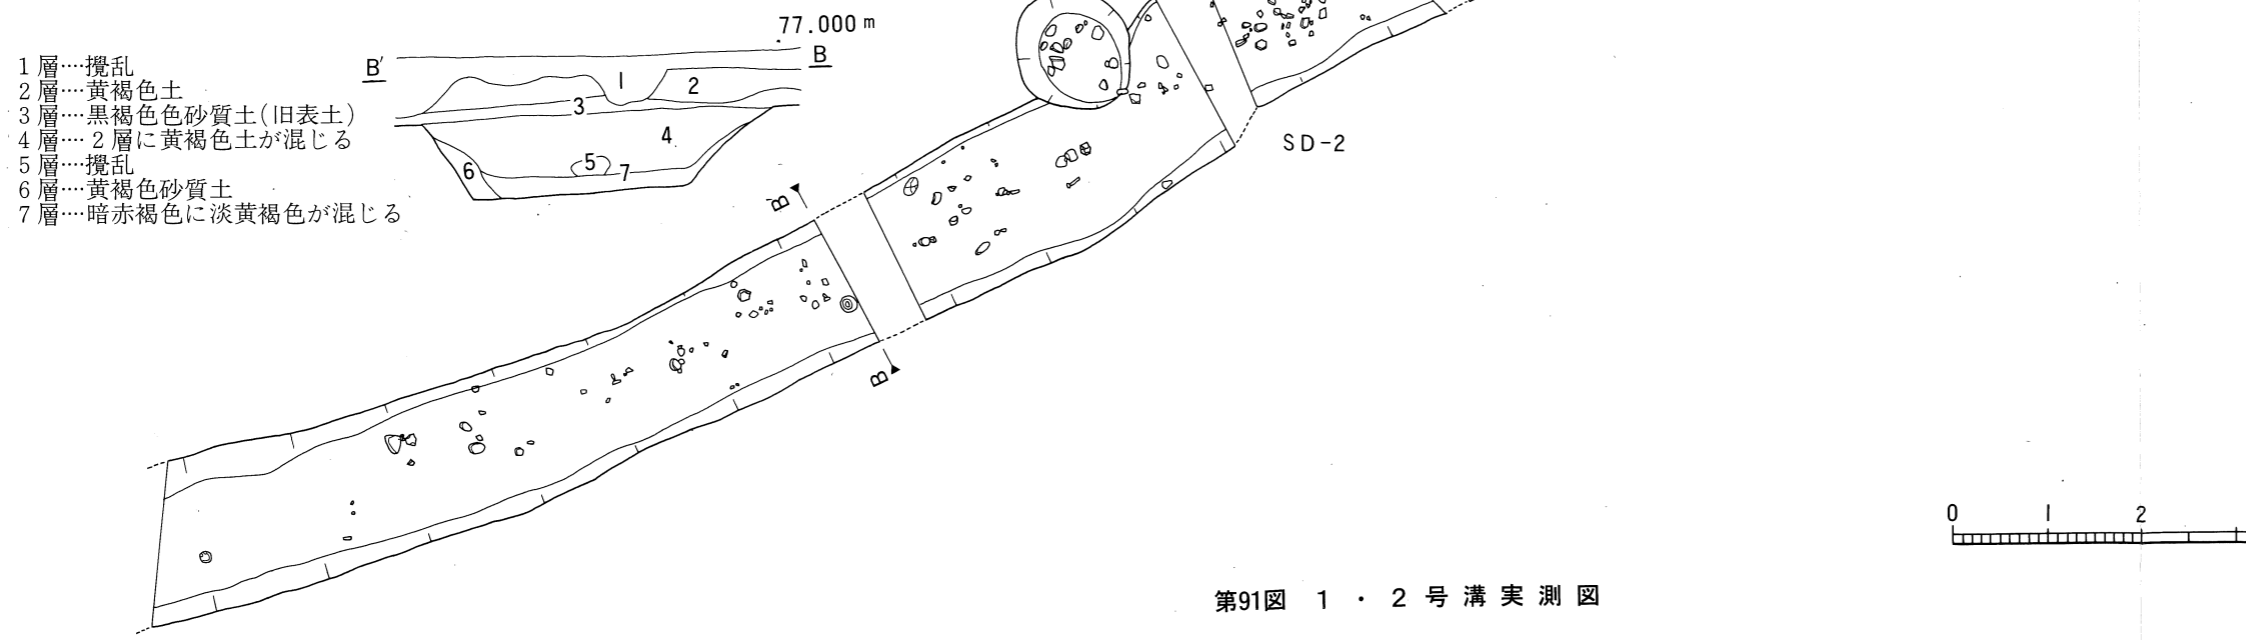 77.000 m
B′
B
1層‥‥攪乱
2層‥‥黄褐色土
3層‥‥黒褐色色砂質土(旧表土)
4層‥‥2層に黄褐色土が混じる
5層‥‥攪乱
6層‥‥黄褐色砂質土
7層‥‥暗赤褐色に淡黄褐色が混じる
1
2
3
4
5
6
7
SD-2
B′
B
0 1 2
第91図 1・2号溝実測図